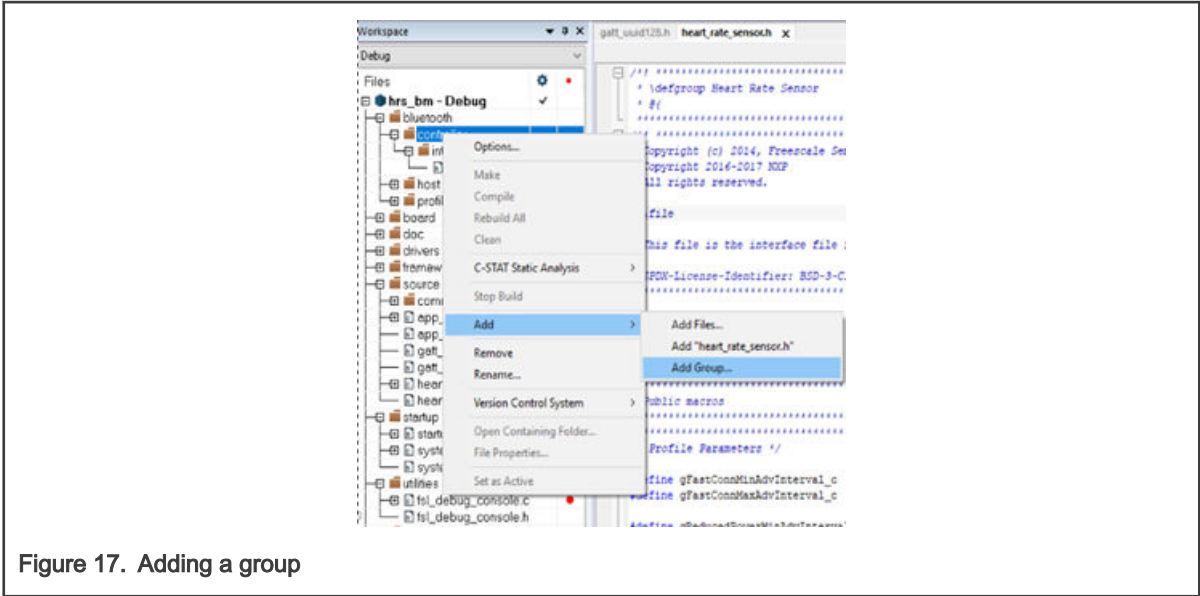 Workspace
Debug
Files
hrs_bm - Debug
bluetooth
host
board
doc
drivers
source
app_
app_
gatt_
gatt_
hear
hear
startup
startu
syste
syste
utilities
fsl_debug_console.c
fsl_debug_console.h
Options...
Make
Compile
Rebuild All
Clean
C-STAT Static Analysis
Stop Build
Add
Remove
Rename...
Version Control System
Open Containing Folder...
File Properties...
Set as Active
Add Files...
Add "heart_rate_sensor.h"
Add Group...
gatt_uuid128.h heart_rate_sensor.h
\defgroup Heart Rate Sensor
* @{
Copyright (c) 2014, Freescale Sem
Copyright 2016-2017 NXP
All rights reserved.
file
This file is the interface file
SPDX-License-Identifier: BSD-3-C
Public macros
Profile Parameters */
#define gFastConnMinAdvInterval_c
#define gFastConnMaxAdvInterval_c
#define gReducedPowerMinAdvInterval
Figure 17. Adding a group